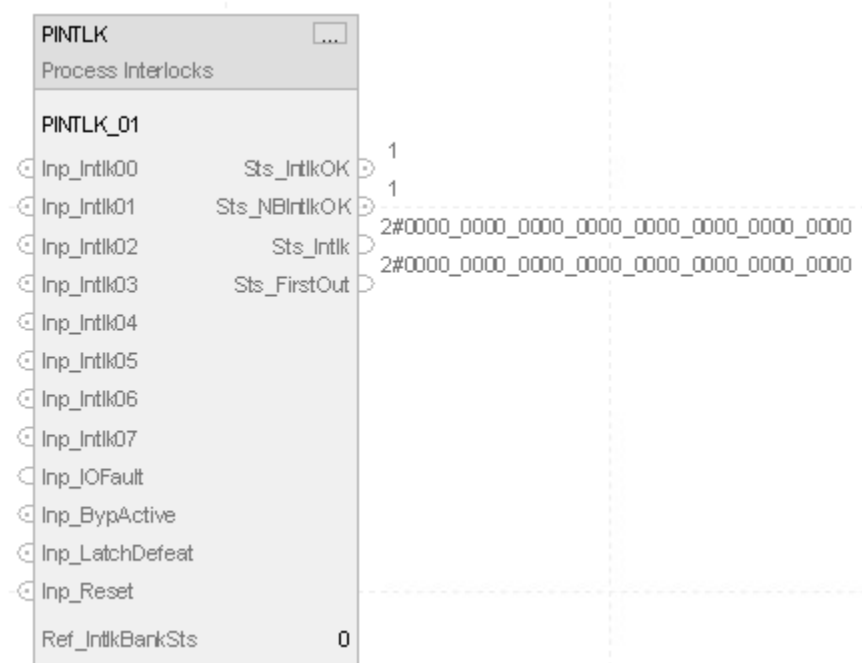 PINTLK ...
Process Interlocks
PINTLK_01
Inp_Intlk00 Sts_IntlkOK 1
Inp_Intlk01 Sts_NBIntlkOK 1
Inp_Intlk02 Sts_Intlk 2#0000_0000_0000_0000_0000_0000_0000_0000
Inp_Intlk03 Sts_FirstOut 2#0000_0000_0000_0000_0000_0000_0000_0000
Inp_Intlk04
Inp_Intlk05
Inp_Intlk06
Inp_Intlk07
Inp_IOFault
Inp_BypActive
Inp_LatchDefeat
Inp_Reset
Ref_IntlkBankSts 0